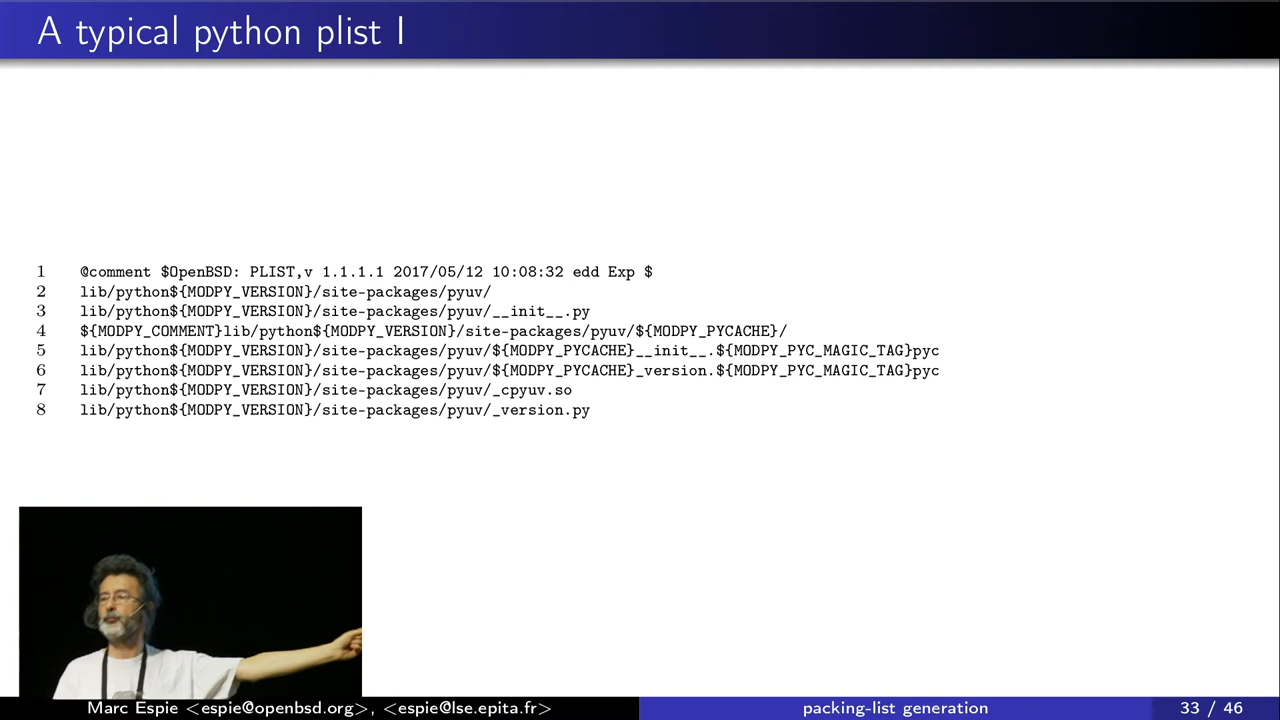 A typical python plist I
1 @comment $OpenBSD: PLIST,v 1.1.1.1 2017/05/12 10:08:32 edd Exp $
2 lib/python${MODPY_VERSION}/site-packages/pyuv/
3 lib/python${MODPY_VERSION}/site-packages/pyuv/__init__.py
4 ${MODPY_COMMENT}lib/python${MODPY_VERSION}/site-packages/pyuv/${MODPY_PYCACHE}/
5 lib/python${MODPY_VERSION}/site-packages/pyuv/${MODPY_PYCACHE}__init__.${MODPY_PYC_MAGIC_TAG}pyc
6 lib/python${MODPY_VERSION}/site-packages/pyuv/${MODPY_PYCACHE}_version.${MODPY_PYC_MAGIC_TAG}pyc
7 lib/python${MODPY_VERSION}/site-packages/pyuv/_cpyuv.so
8 lib/python${MODPY_VERSION}/site-packages/pyuv/_version.py
Marc Espie <espie@openbsd.org>, <espie@lse.epita.fr>
packing-list generation
33 / 46